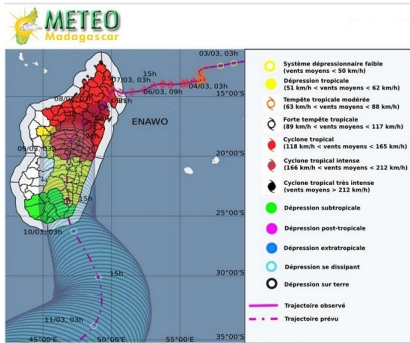 METEO
Madagascar
03/03, 03h
15h
07/03, 03h
04/03, 03h
06/03, 09h
15°00'S
ENAWO
20°00'S
15h
25°00'S
10/03, 03h
15h
30°00'S
11/03, 03h
35°00'S
45°00'E
50°00'E
55°00'E
Système dépressionnaire faible
(vents moyens < 50 km/h)
Dépression tropicale
(51 km/h < vents moyens < 62 km/h)
Tempête tropicale modérée
(63 km/h < vents moyens < 88 km/h)
Forte tempête tropicale
(89 km/h < vents moyens < 117 km/h)
Cyclone tropical
(118 km/h < vents moyens < 165 km/h)
Cyclone tropical intense
(166 km/h < vents moyens < 212 km/h)
Cyclone tropical très intense
(vents moyens > 212 km/h)
Dépression subtropicale
Dépression post-tropicale
Dépression extratropicale
Dépression se dissipant
Dépression sur terre
Trajectoire observé
Trajectoire prévu